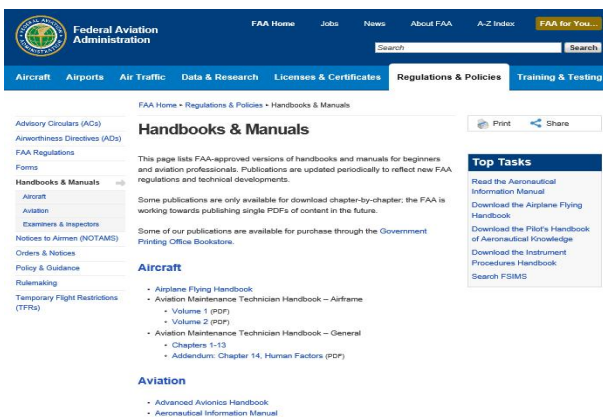 Federal Aviation
Administration
FAA Home Jobs News About FAA A-Z Index FAA for You...
Search Search
Aircraft Airports Air Traffic Data & Research Licenses & Certificates Regulations & Policies Training & Testing
FAA Home ▸ Regulations & Policies ▸ Handbooks & Manuals
Advisory Circulars (ACs)
Airworthiness Directives (ADs)
FAA Regulations
Forms
Handbooks & Manuals
Aircraft
Aviation
Examiners & Inspectors
Notices to Airmen (NOTAMS)
Orders & Notices
Policy & Guidance
Rulemaking
Temporary Flight Restrictions
(TFRs)
Handbooks & Manuals
This page lists FAA-approved versions of handbooks and manuals for beginners
and aviation professionals. Publications are updated periodically to reflect new FAA
regulations and technical developments.
Some publications are only available for download chapter-by-chapter; the FAA is
working towards publishing single PDFs of content in the future.
Some of our publications are available for purchase through the Government
Printing Office Bookstore.
Aircraft
• Airplane Flying Handbook
• Aviation Maintenance Technician Handbook – Airframe
• Volume 1 (PDF)
• Volume 2 (PDF)
• Aviation Maintenance Technician Handbook – General
• Chapters 1-13
• Addendum: Chapter 14, Human Factors (PDF)
Aviation
• Advanced Avionics Handbook
• Aeronautical Information Manual
Print Share
Top Tasks
Read the Aeronautical
Information Manual
Download the Airplane Flying
Handbook
Download the Pilot's Handbook
of Aeronautical Knowledge
Download the Instrument
Procedures Handbook
Search FSIMS